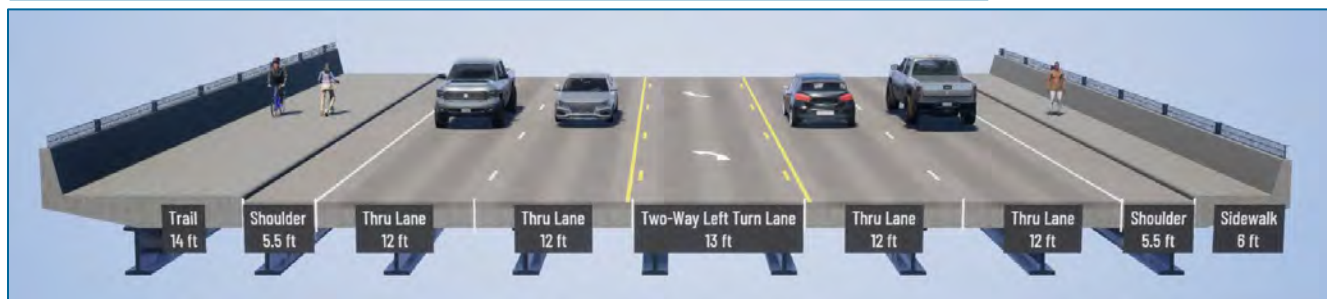 Trail
14 ft
Shoulder
5.5 ft
Thru Lane
12 ft
Thru Lane
12 ft
Two-Way Left Turn Lane
13 ft
Thru Lane
12 ft
Thru Lane
12 ft
Shoulder
5.5 ft
Sidewalk
6 ft